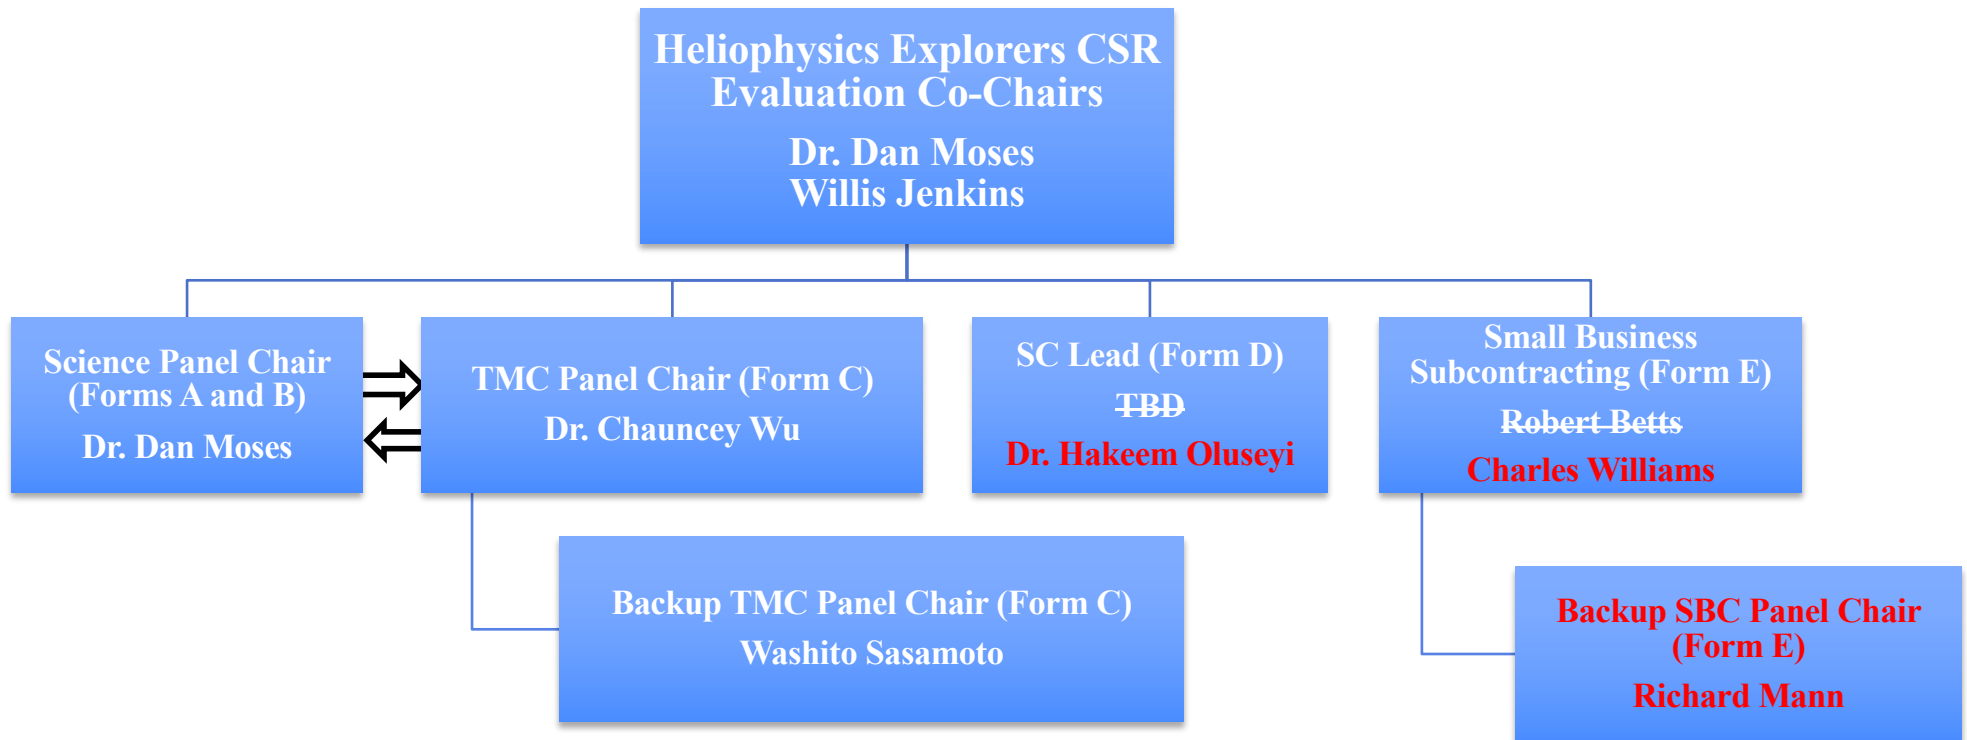 Heliophysics Explorers CSR
Evaluation Co-Chairs
Dr. Dan Moses
Willis Jenkins
Science Panel Chair
(Forms A and B)
Dr. Dan Moses
TMC Panel Chair (Form C)
Dr. Chauncey Wu
SC Lead (Form D)
TBD
Dr. Hakeem Oluseyi
Small Business
Subcontracting (Form E)
Robert Betts
Charles Williams
Backup TMC Panel Chair (Form C)
Washito Sasamoto
Backup SBC Panel Chair
(Form E)
Richard Mann